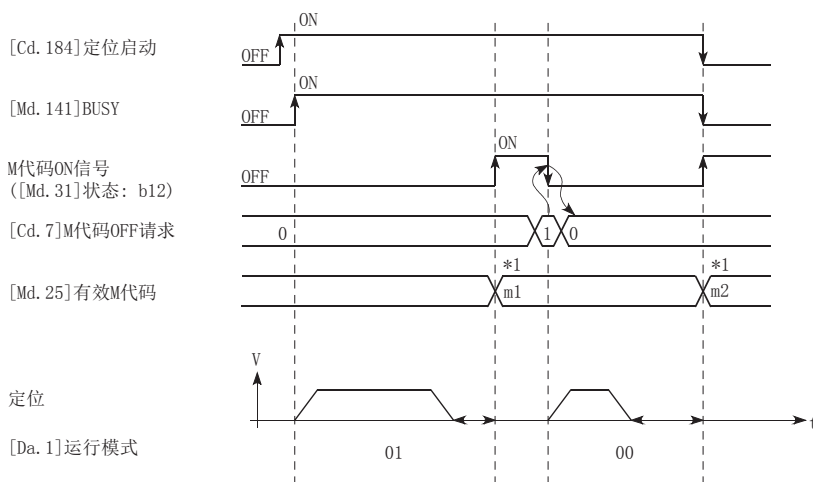 ON
[Cd.184]定位启动
OFF
ON
[Md.141]BUSY
OFF
ON
M代码ON信号
([Md.31]状态: b12)
OFF
[Cd.7]M代码OFF请求
0
1
0
*1
*1
[Md.25]有效M代码
m1
m2
V
定位
t
[Da.1]运行模式
01
00